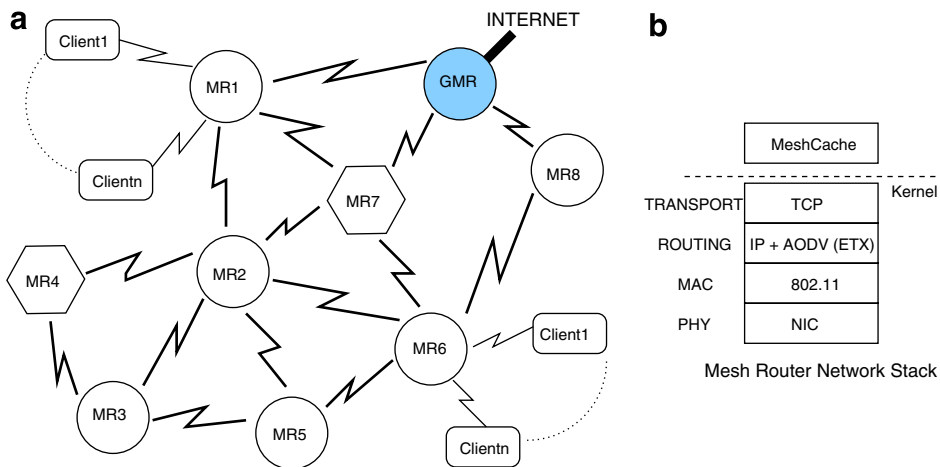 a
INTERNET
Client1
MR1
GMR
Clientn
MR7
MR8
MR4
MR2
MR6
Client1
MR3
MR5
Clientn
b
MeshCache
Kernel
TRANSPORT TCP
ROUTING IP + AODV (ETX)
MAC 802.11
PHY NIC
Mesh Router Network Stack